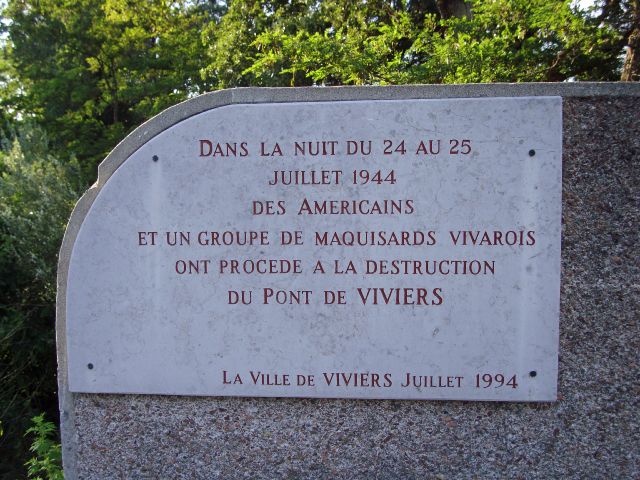 DANS LA NUIT DU 24 AU 25
JUILLET 1944
DES AMERICAINS
ET UN GROUPE DE MAQUISARDS VIVAROIS
ONT PROCEDE A LA DESTRUCTION
DU PONT DE VIVIERS
LA VILLE DE VIVIERS JUILLET 1994